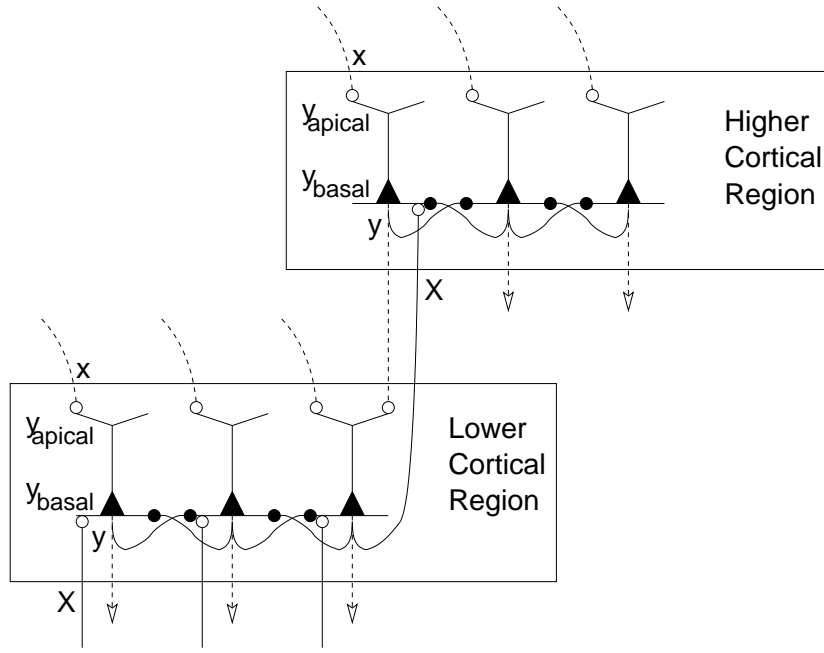 x
y apical
Higher
Cortical
Region
y basal
y
X
x
y apical
Lower
Cortical
Region
y basal
y
X